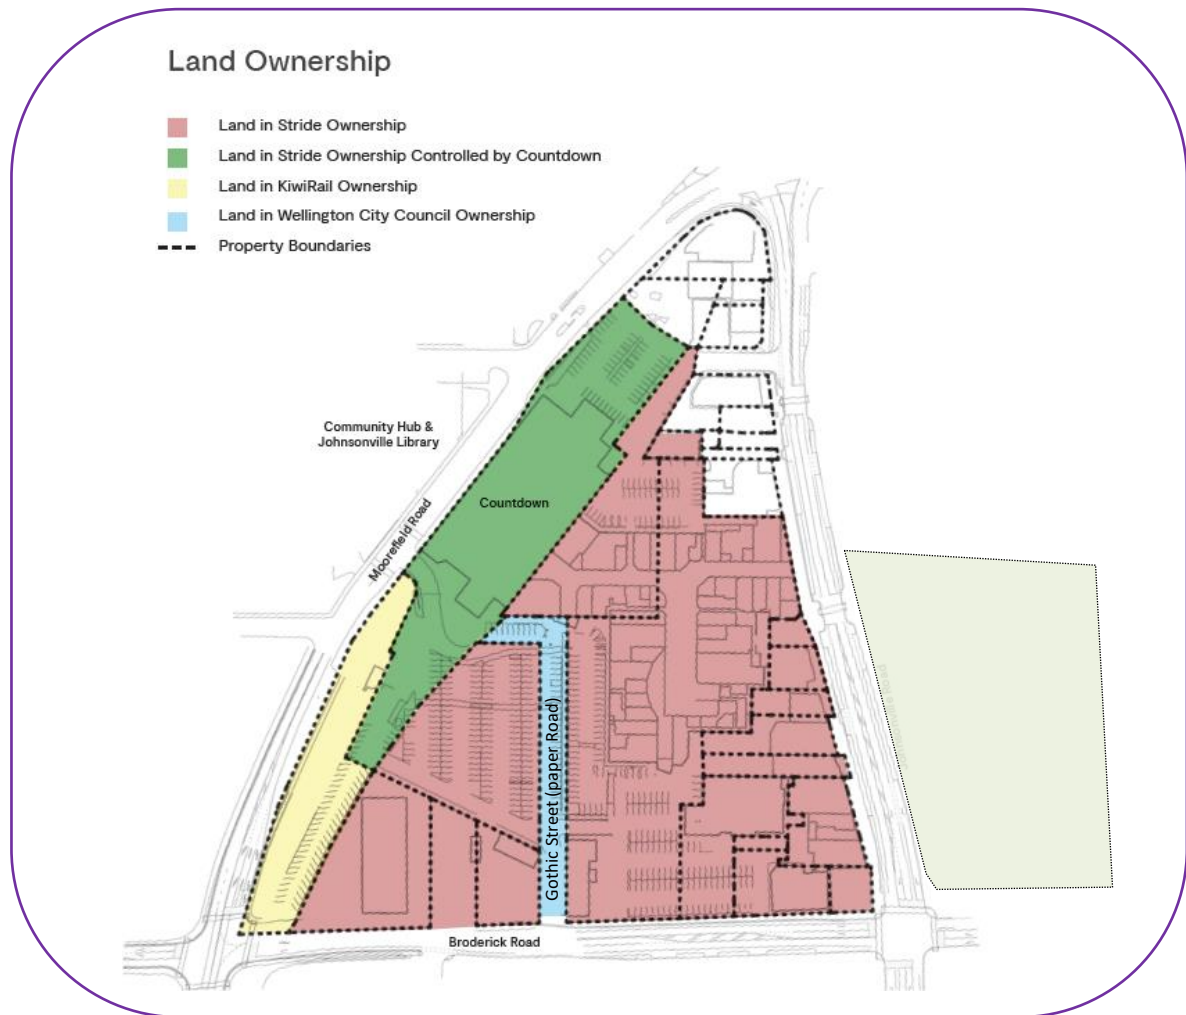 Land Ownership
Land in Stride Ownership
Land in Stride Ownership Controlled by Countdown
Land in KiwiRail Ownership
Land in Wellington City Council Ownership
Property Boundaries
Community Hub &
Johnsonville Library
Countdown
Moorefield Road
Gothic Street (paper Road)
Broderick Road